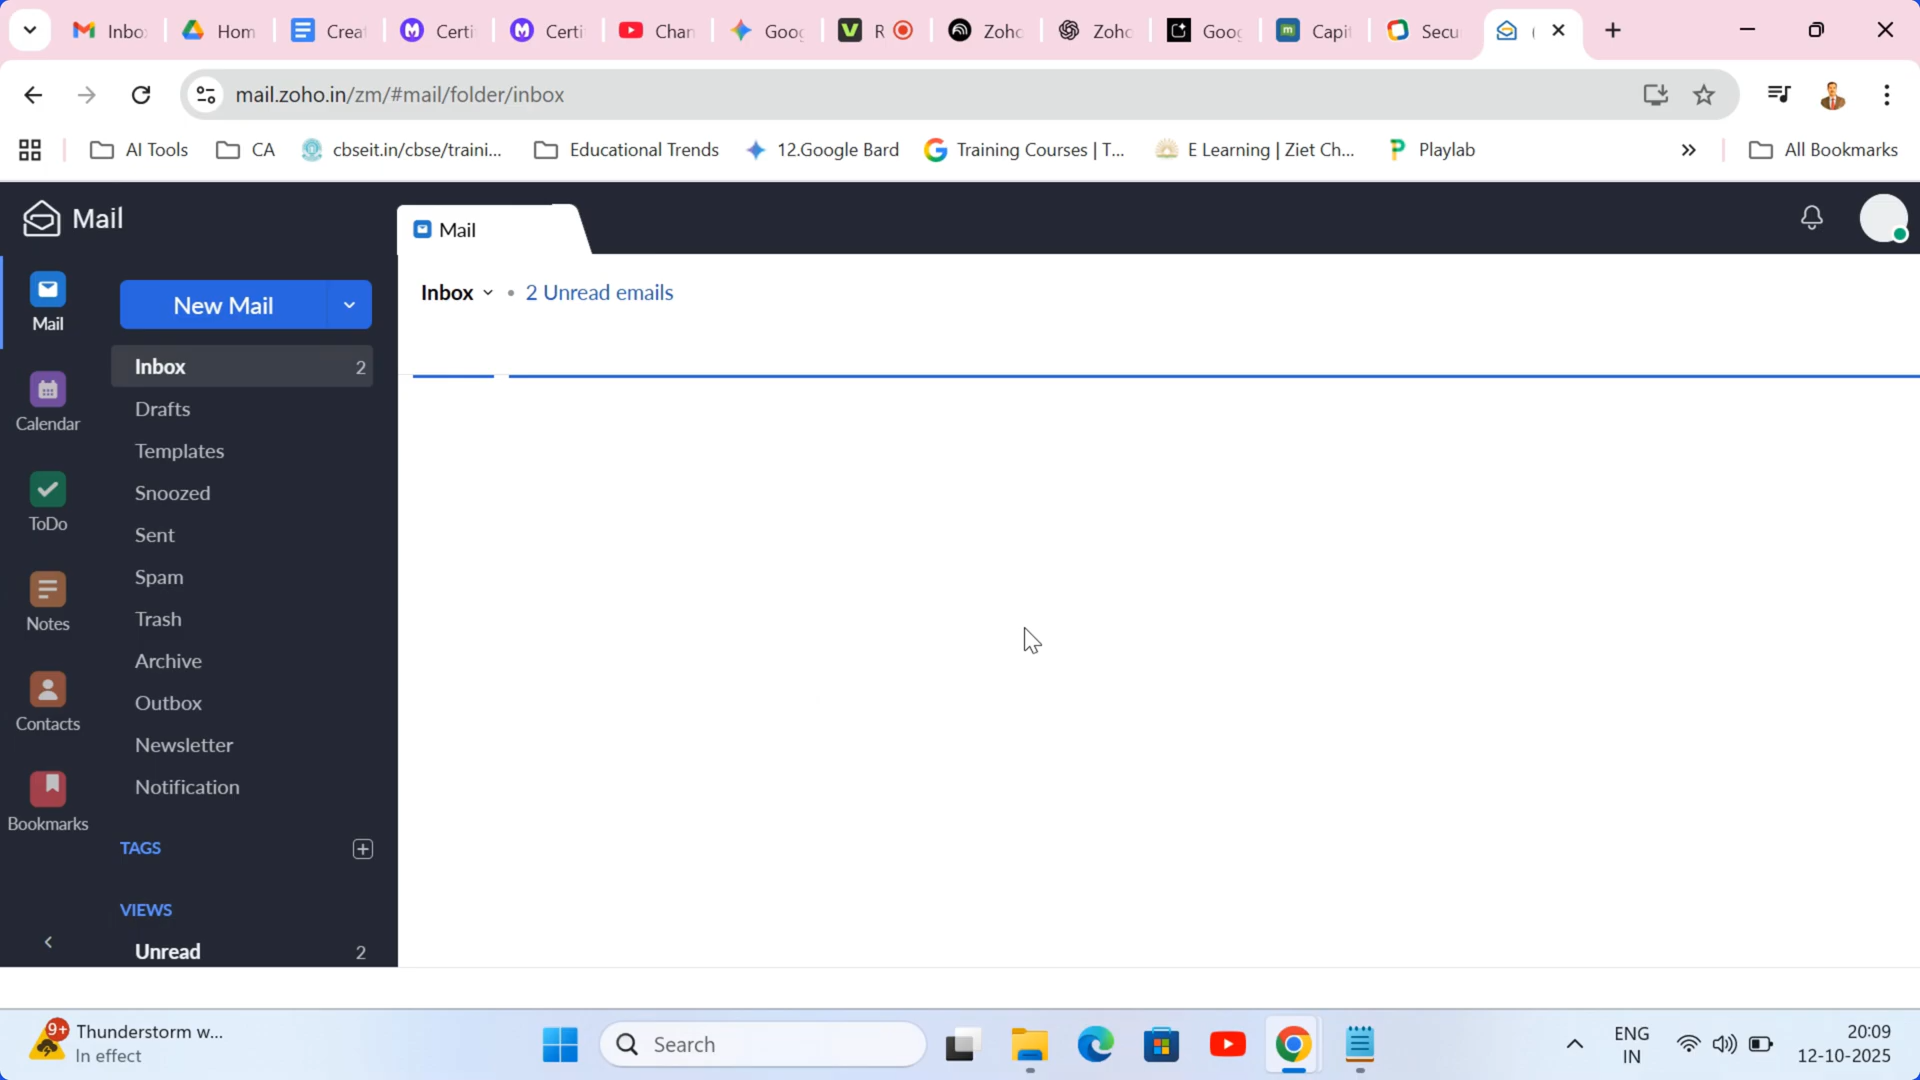 Inbo
Hom
Crea
Certi
Certi
Chan
Goog
R
Zoho
Zoho
Goog
Capit
Secu
(
mail.zoho.in/zm/#mail/folder/inbox
AI Tools
CA
cbseit.in/cbse/traini...
Educational Trends
12.Google Bard
Training Courses | T...
E Learning | Ziet Ch...
Playlab
All Bookmarks
Mail
Mail
Inbox • 2 Unread emails
Mail
Calendar
ToDo
Notes
Contacts
Bookmarks
New Mail
Inbox 2
Drafts
Templates
Snoozed
Sent
Spam
Trash
Archive
Outbox
Newsletter
Notification
TAGS
VIEWS
Unread 2
9+
Thunderstorm w...
In effect
Search
ENG
IN
20:09
12-10-2025